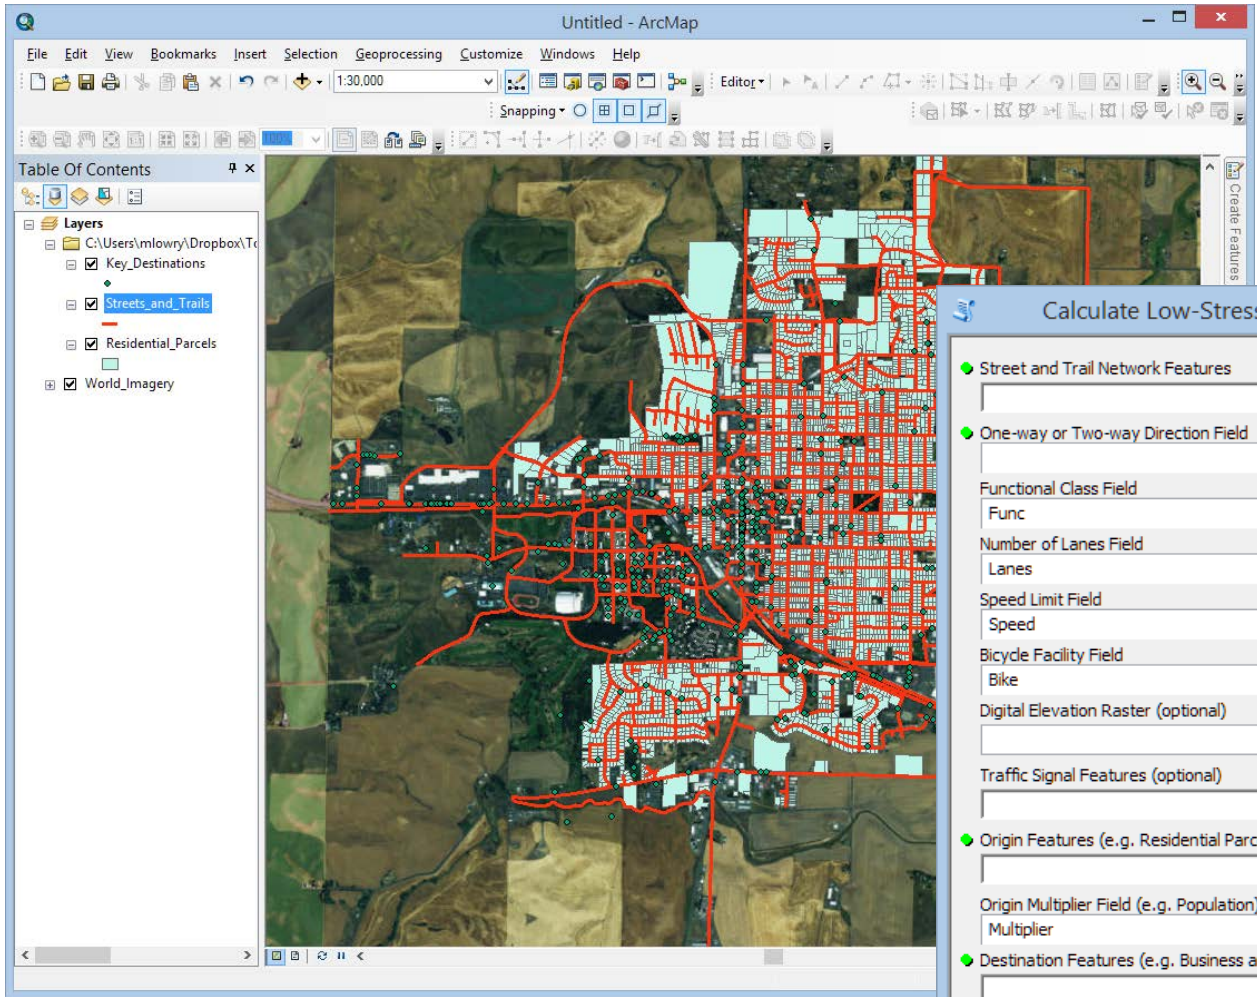 Untitled - ArcMap
File Edit View Bookmarks Insert Selection Geoprocessing Customize Windows Help
1:30,000
Editor
Snapping
100%
Table Of Contents
Layers
C:\Users\mlowry\Dropbox\To
Key_Destinations
Streets_and_Trails
Residential_Parcels
World_Imagery
Create Features
Calculate Low-Stress
Street and Trail Network Features
One-way or Two-way Direction Field
Functional Class Field
Func
Number of Lanes Field
Lanes
Speed Limit Field
Speed
Bicycle Facility Field
Bike
Digital Elevation Raster (optional)
Traffic Signal Features (optional)
Origin Features (e.g. Residential Parc
Origin Multiplier Field (e.g. Population)
Multiplier
Destination Features (e.g. Business a